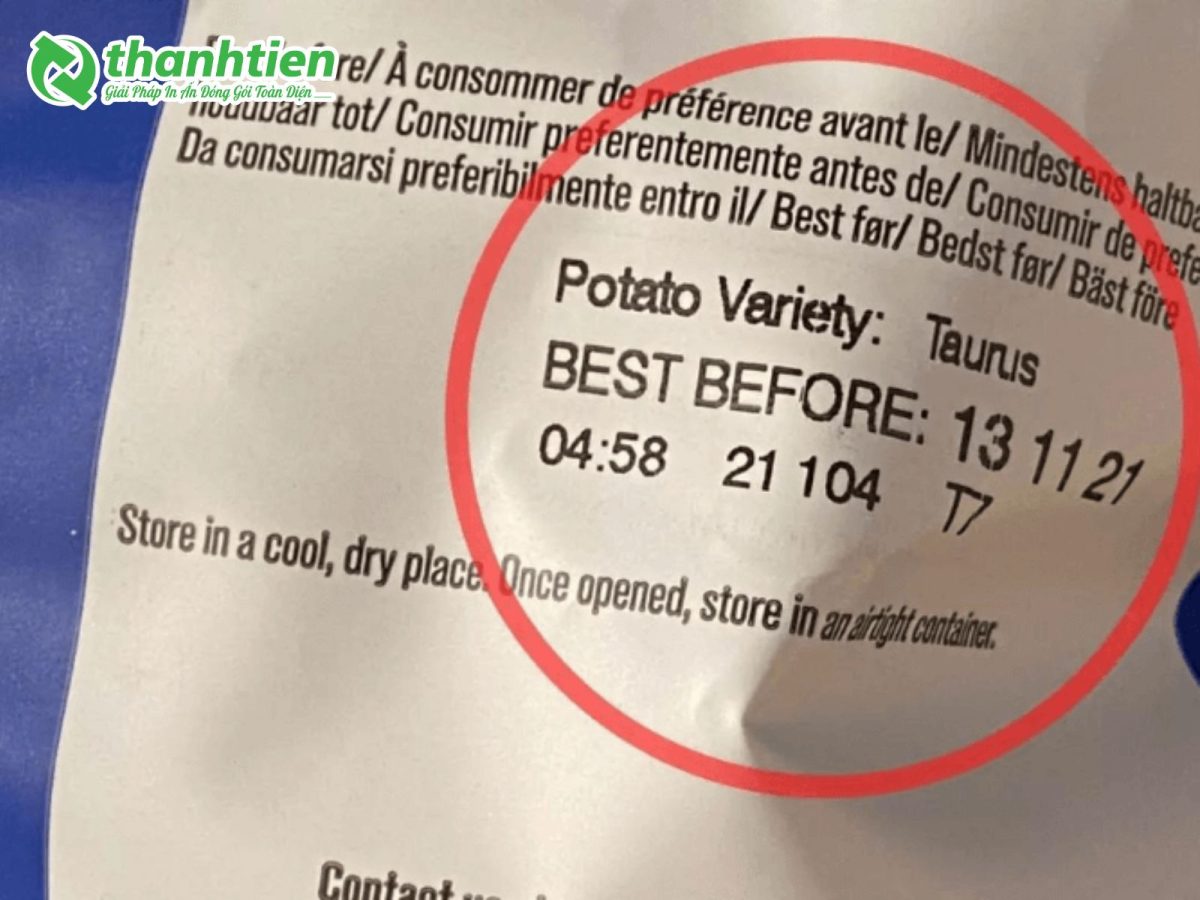 thanhtien
Giải Pháp In Ấn Đóng Gói Toàn Diện
À consommer de préférence avant le/ Mindestens
tot/ Consumir preferentemente antes de/ Consumir de
Da consumarsi preferibilmente entro il/ Best før/ Bedst før/ Bäst före
Potato Variety: Taurus
BEST BEFORE: 13 11 21
04:58 21 104 T7
Store in a cool, dry place. Once opened, store in an airtight container.
Contact